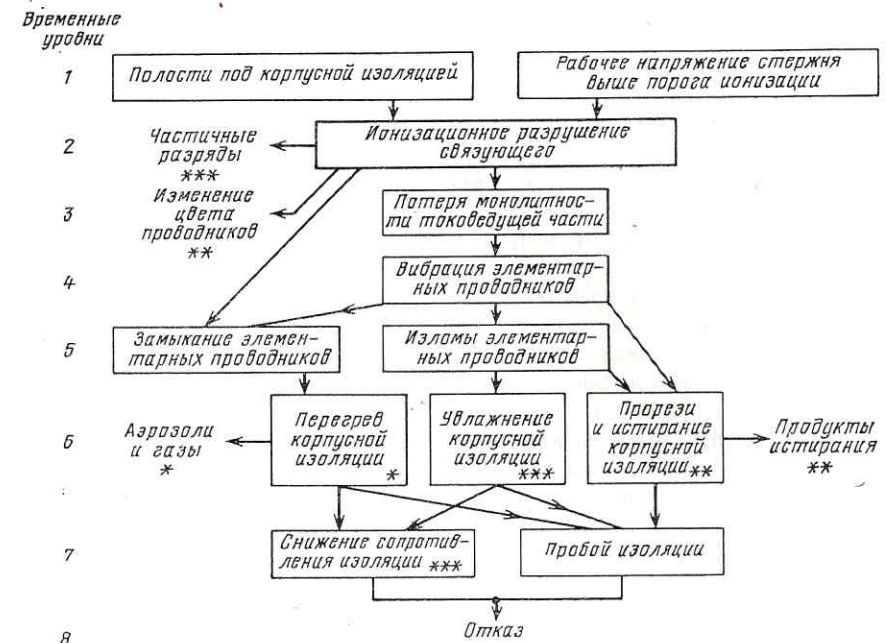 Временные
уровни
1
Полости под корпусной изоляцией
Рабочее напряжение стержня
выше порога ионизации
2
Частичные
разряды
***
Ионизационное разрушение
связующего
3
Изменение
цвета
проводников
**
Потеря монолитнос-
ти токоведущей части
4
Вибрация элементар-
ных проводников
5
Замыкание элемен-
тарных проводников
Изломы элементар-
ных проводников
6
Аэрозоли
и газы
*
Перегрев
корпусной
изоляции *
Увлажнение
корпусной
изоляции ***
Прорези
и истирание
корпусной
изоляции **
Продукты
истирания
**
7
Снижение сопротив-
ления изоляции ***
Пробой изоляции
8
Отказ